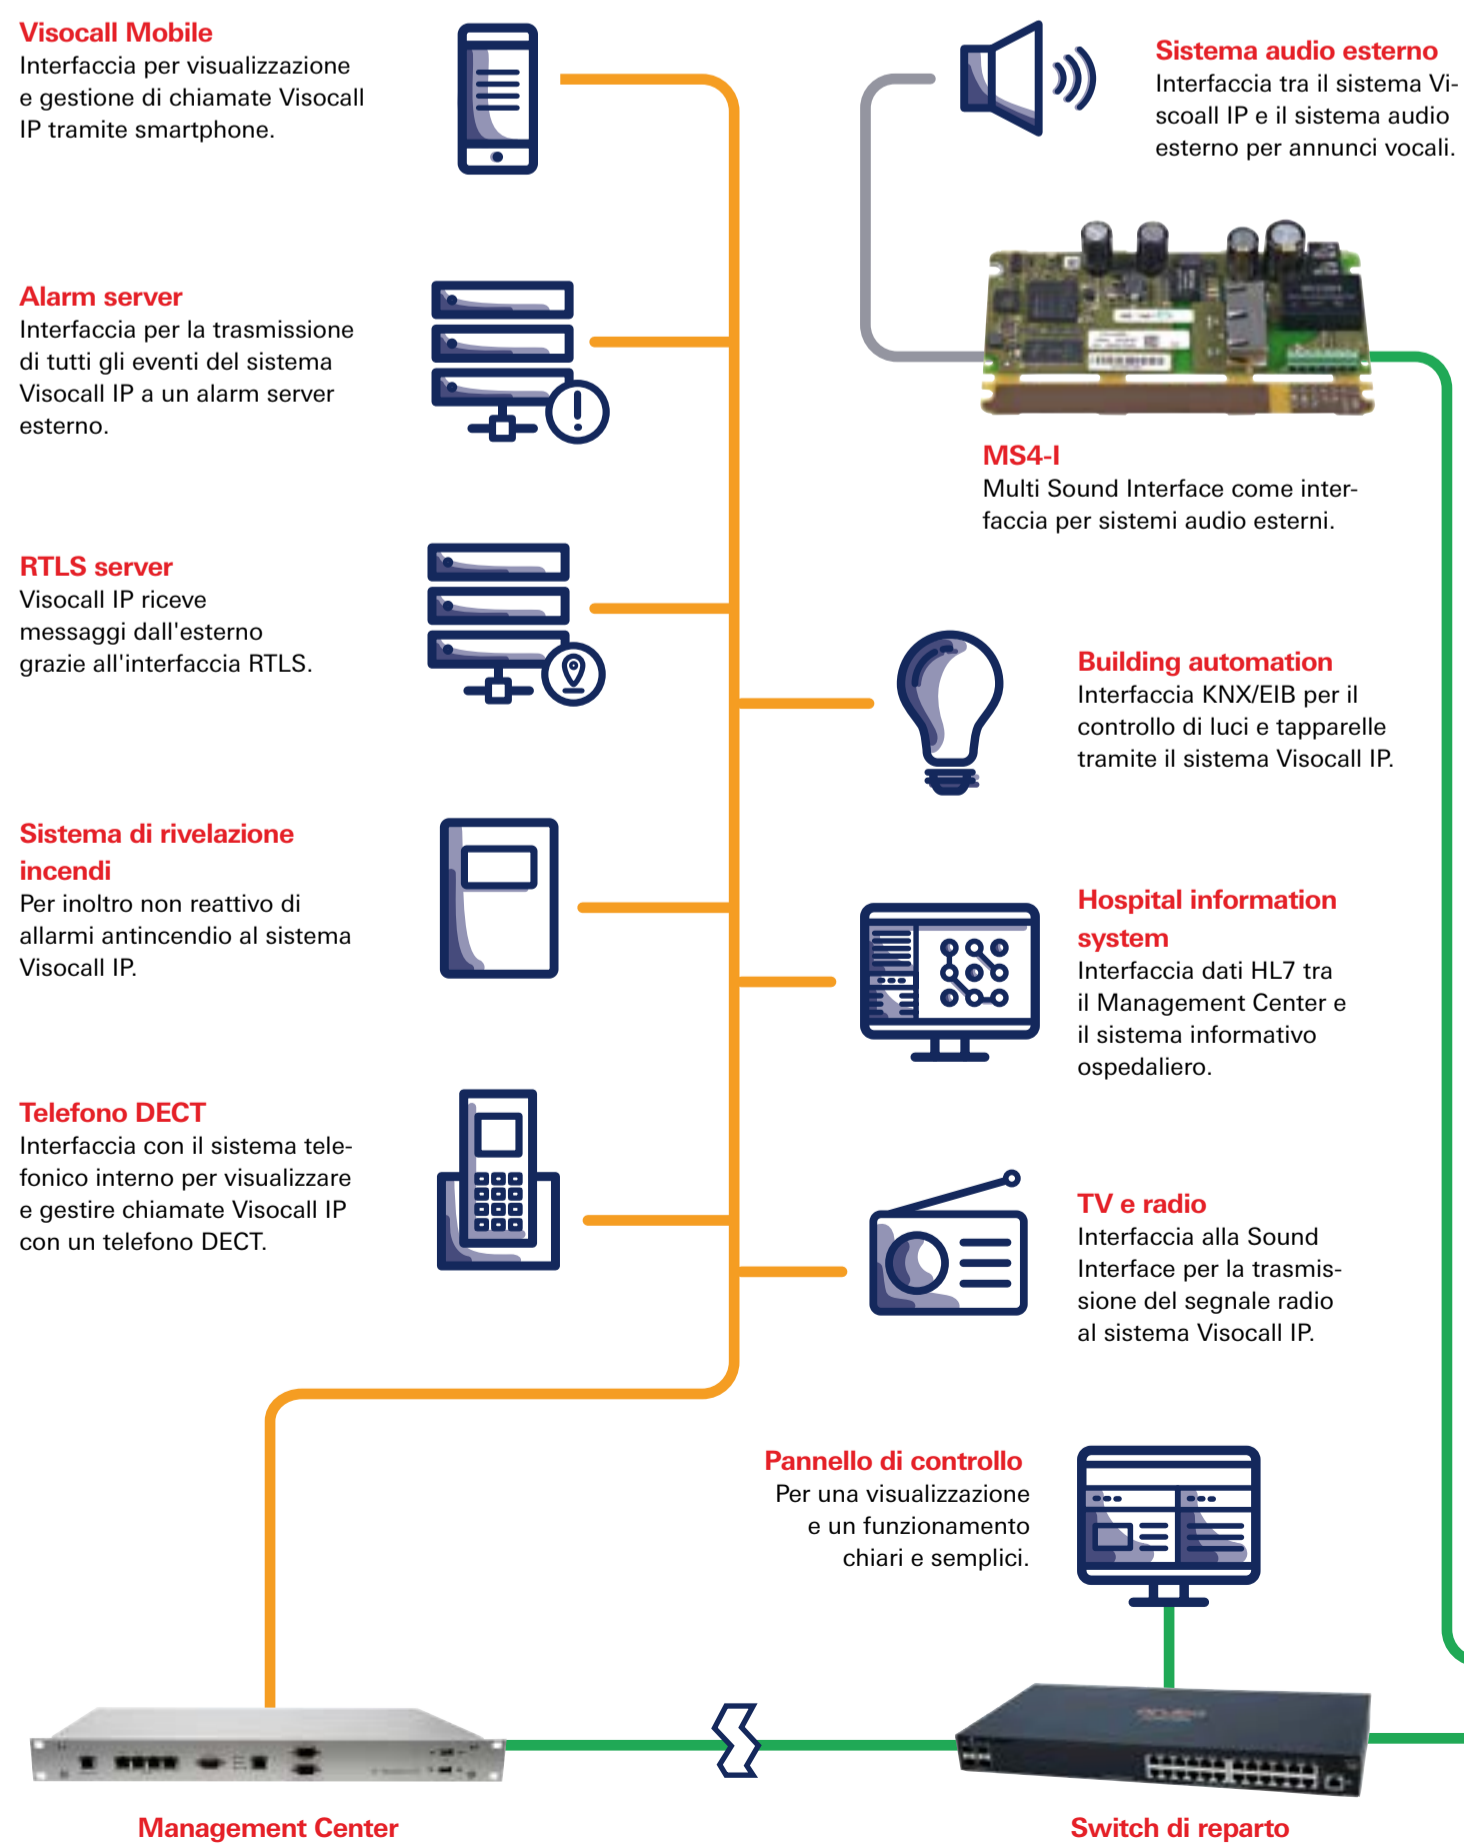 Visocall Mobile
Interfaccia per visualizzazione
e gestione di chiamate Visocall
IP tramite smartphone.
Sistema audio esterno
Interfaccia tra il sistema Vi-
scoall IP e il sistema audio
esterno per annunci vocali.
Alarm server
Interfaccia per la trasmissione
di tutti gli eventi del sistema
Visocall IP a un alarm server
esterno.
MS4-I
Multi Sound Interface come inter-
faccia per sistemi audio esterni.
RTLS server
Visocall IP riceve
messaggi dall'esterno
grazie all'interfaccia RTLS.
Building automation
Interfaccia KNX/EIB per il
controllo di luci e tapparelle
tramite il sistema Visocall IP.
Sistema di rivelazione
incendi
Per inoltro non reattivo di
allarmi antincendio al sistema
Visocall IP.
Hospital information
system
Interfaccia dati HL7 tra
il Management Center e
il sistema informativo
ospedaliero.
Telefono DECT
Interfaccia con il sistema tele-
fonico interno per visualizzare
e gestire chiamate Visocall IP
con un telefono DECT.
TV e radio
Interfaccia alla Sound
Interface per la trasmis-
sione del segnale radio
al sistema Visocall IP.
Pannello di controllo
Per una visualizzazione
e un funzionamento
chiari e semplici.
Management Center
Switch di reparto